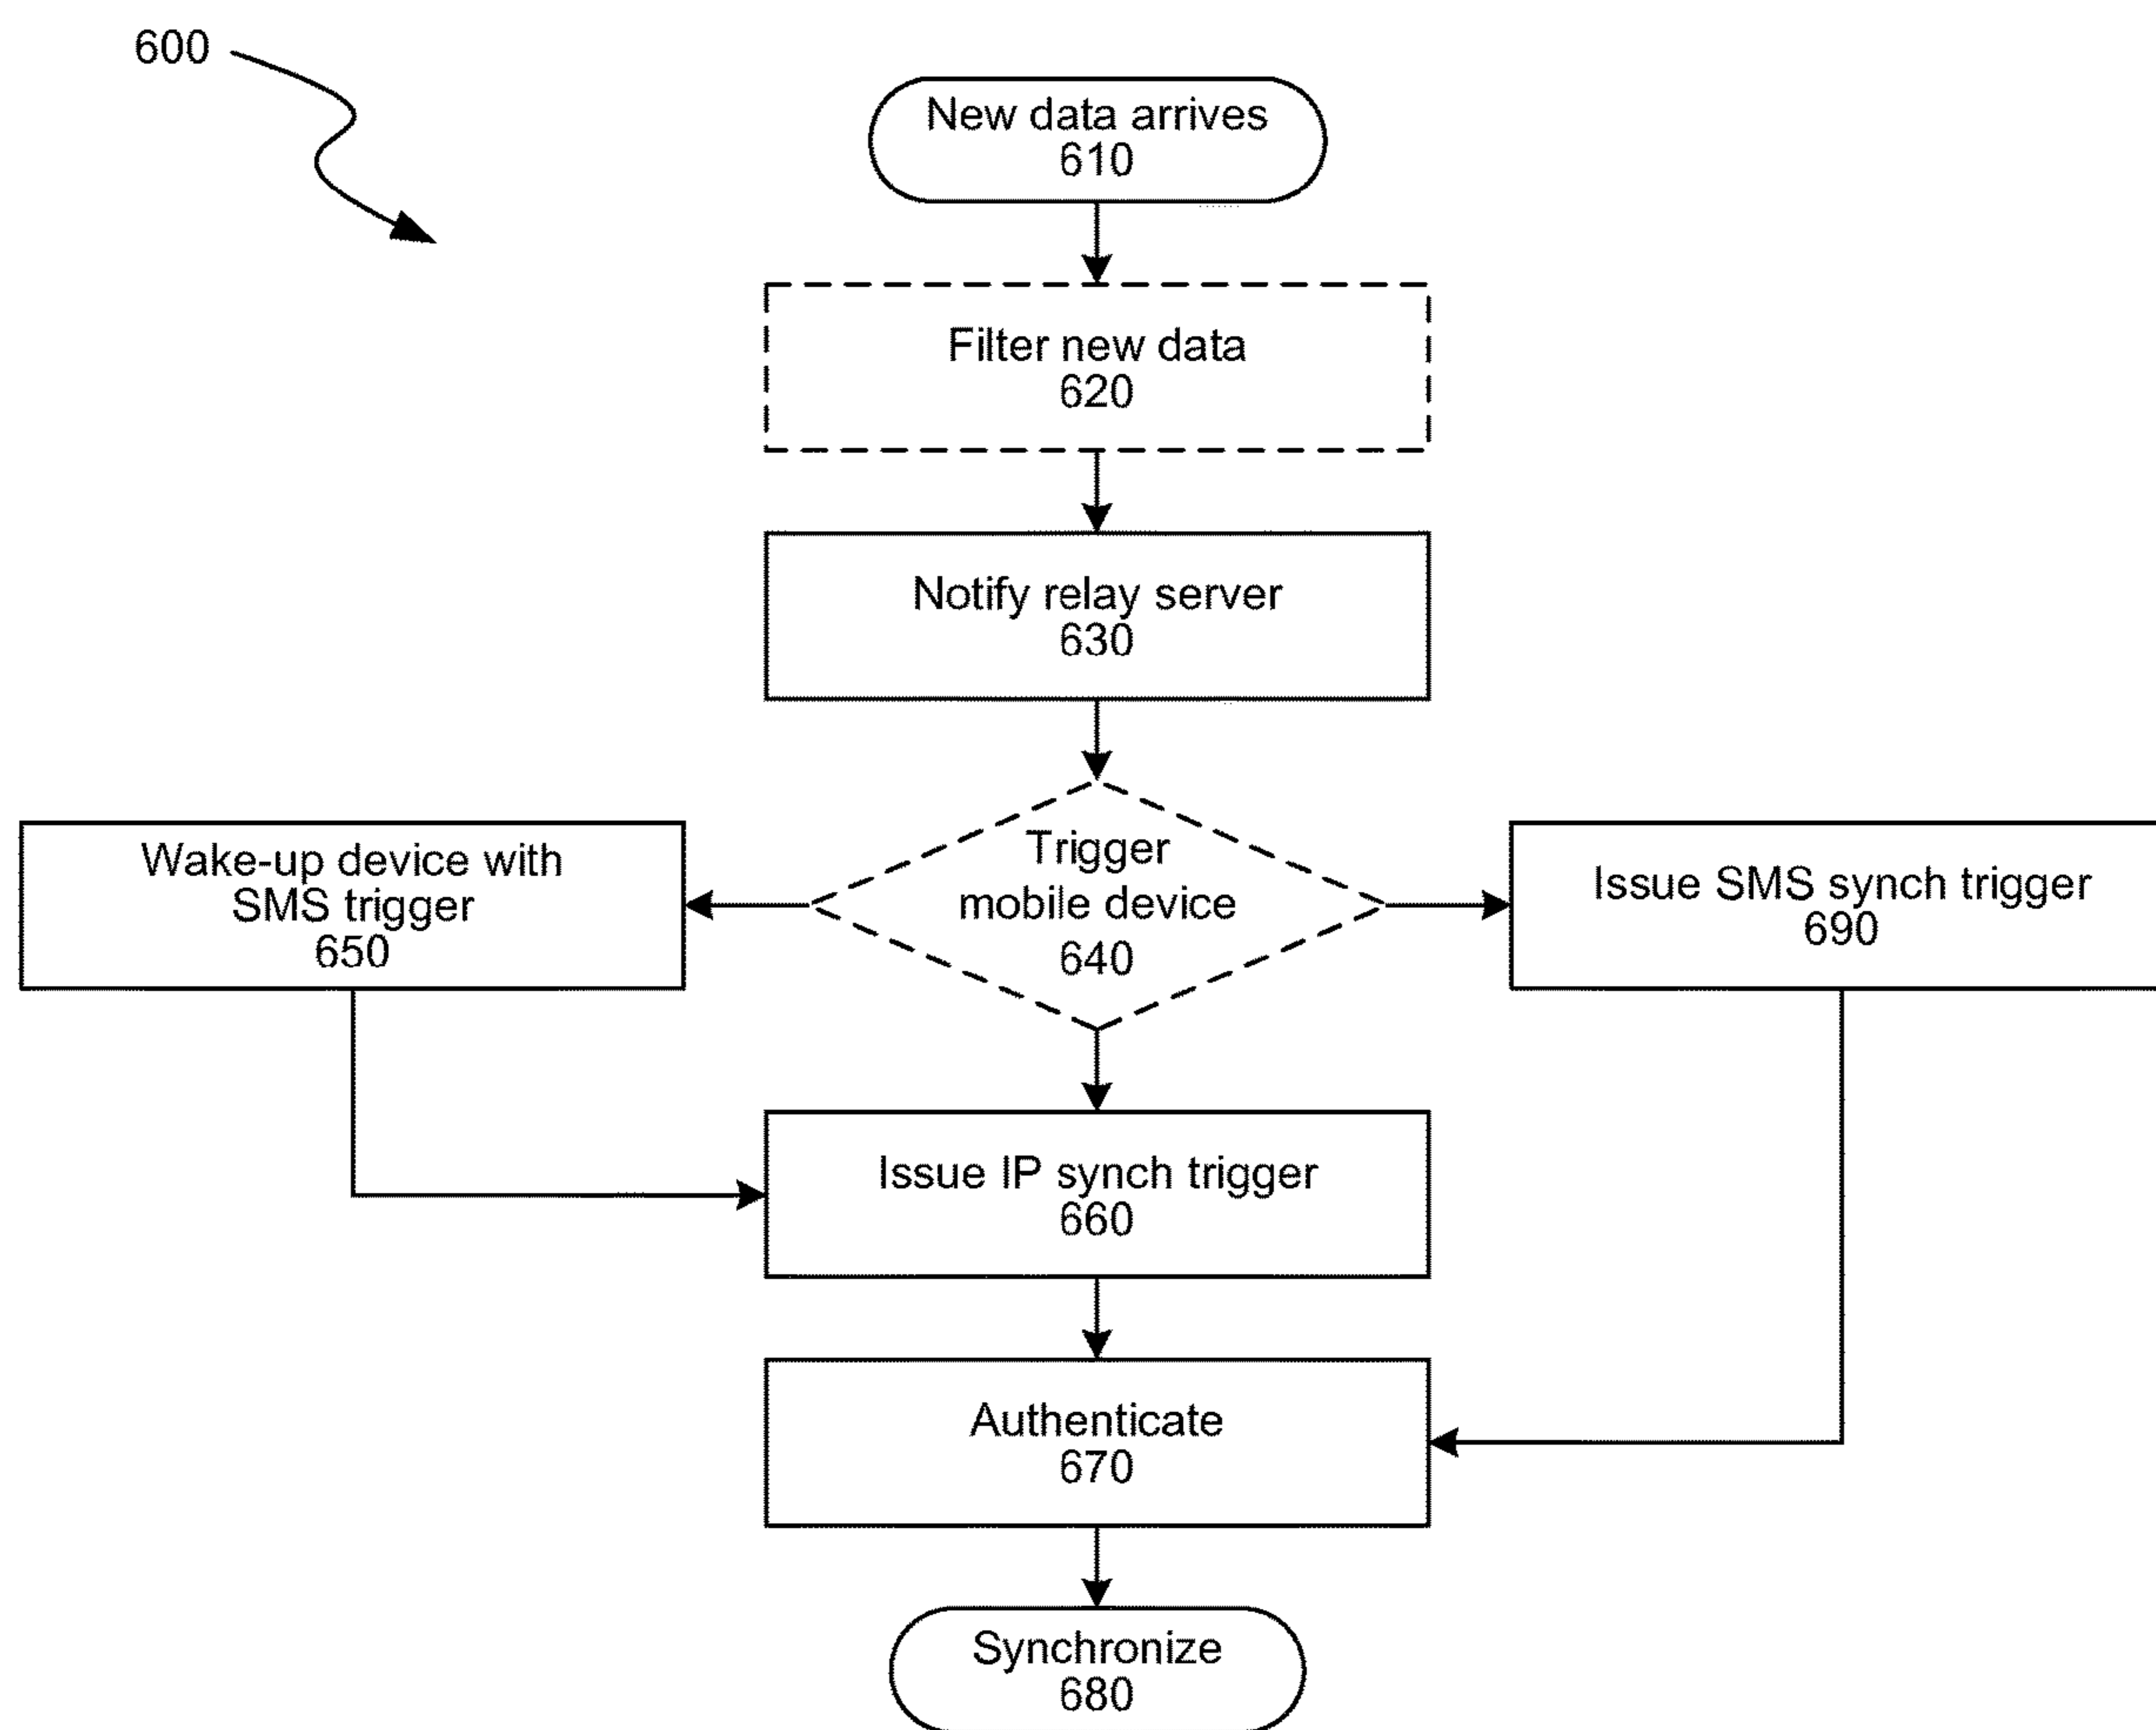 600
New data arrives
610
Filter new data
620
Notify relay server
630
Trigger
mobile device
640
Wake-up device with
SMS trigger
650
Issue SMS synch trigger
690
Issue IP synch trigger
660
Authenticate
670
Synchronize
680